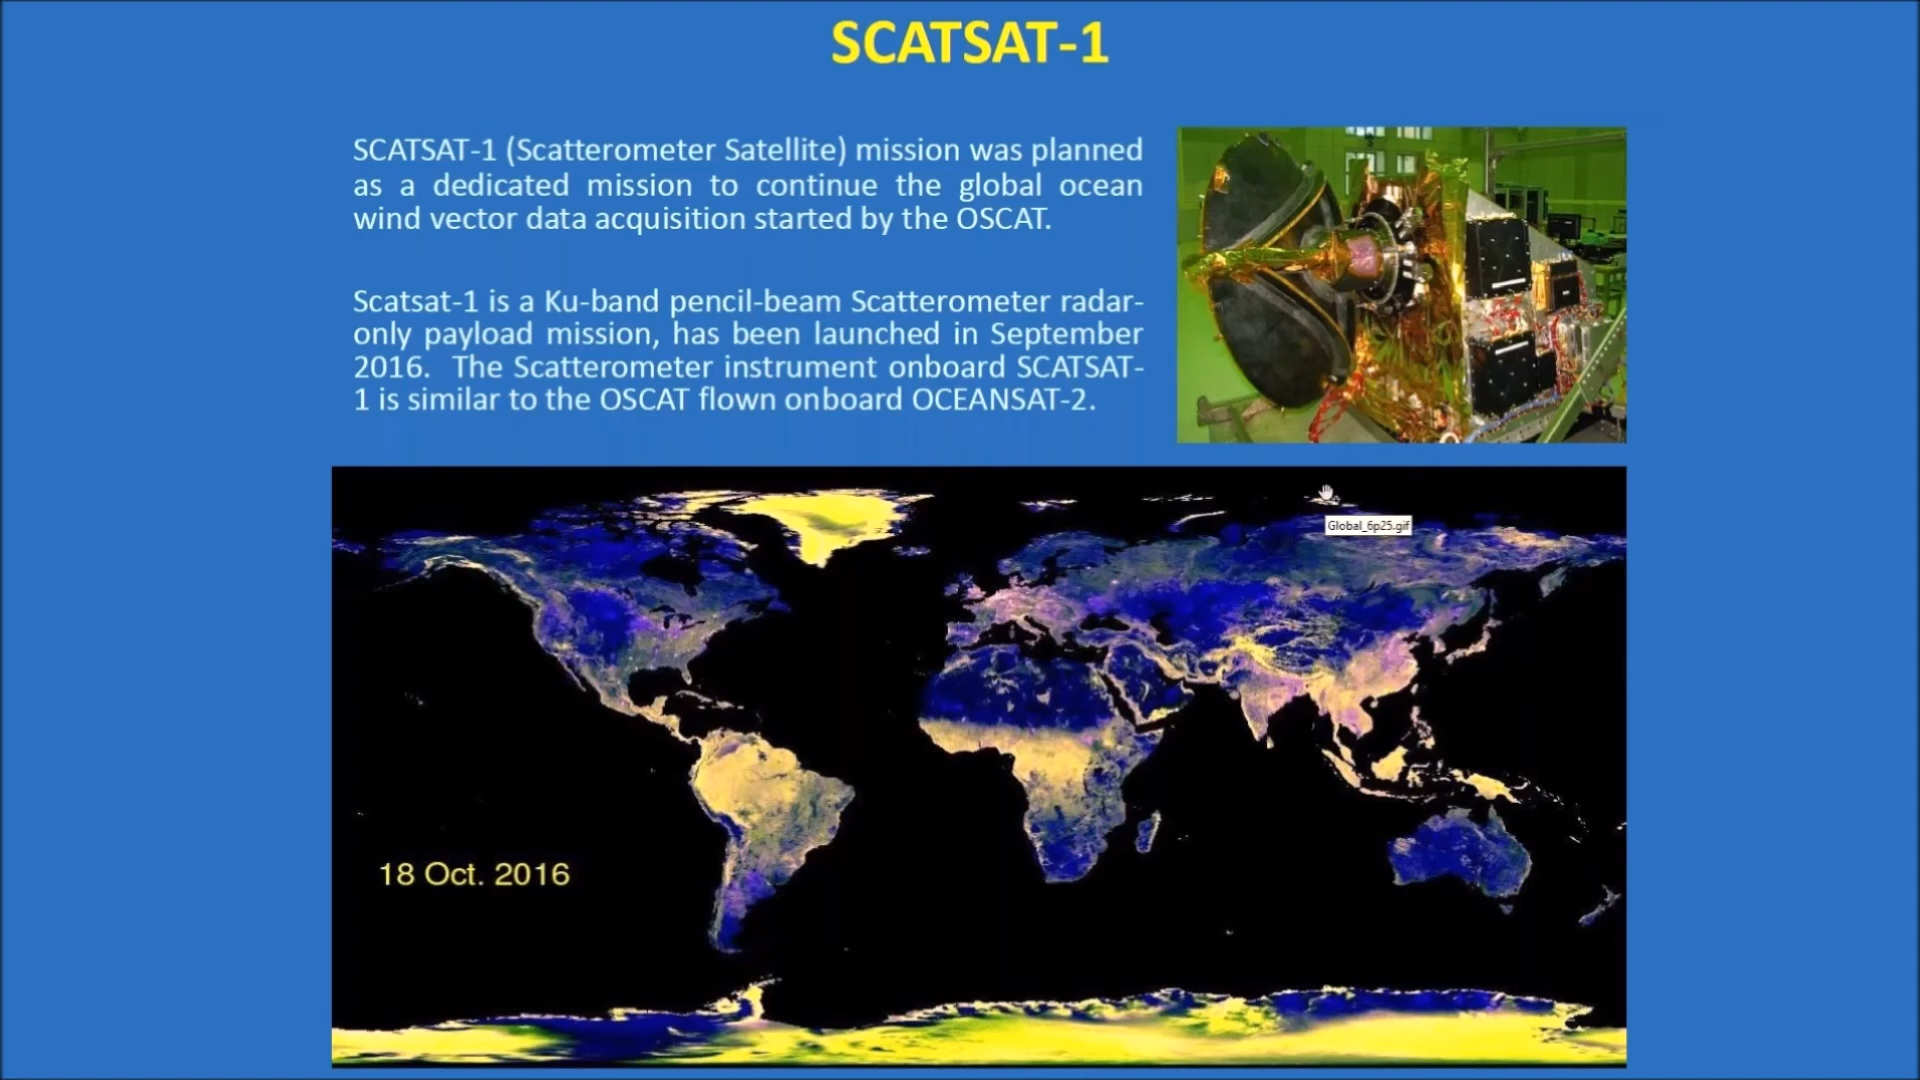 SCATSAT-1
SCATSAT-1 (Scatterometer Satellite) mission was planned
as a dedicated mission to continue the global ocean
wind vector data acquisition started by the OSCAT.
Scatsat-1 is a Ku-band pencil-beam Scatterometer radar-
only payload mission, has been launched in September
2016. The Scatterometer instrument onboard SCATSAT-
1 is similar to the OSCAT flown onboard OCEANSAT-2.
Global_6p25.gif
18 Oct. 2016